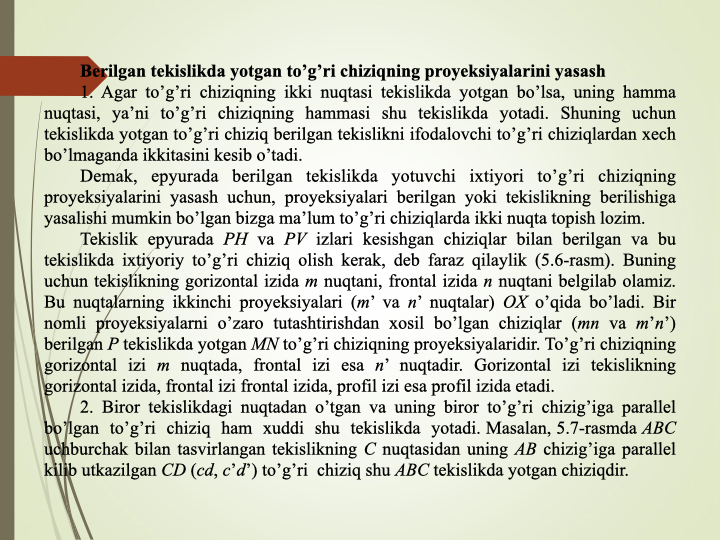 Berilgan tekislikda yotgan to’g’ri chiziqning proyeksiyalarini yasash
1. Agar to’g’ri chiziqning ikki nuqtasi tekislikda yotgan bo’lsa, uning hamma
nuqtasi, ya’ni to’g’ri chiziqning hammasi shu tekislikda yotadi. Shuning uchun
tekislikda yotgan to’g’ri chiziq berilgan tekislikni ifodalovchi to’g’ri chiziqlardan xech
bo’lmaganda ikkitasini kesib o’tadi.
Demak, epyurada berilgan tekislikda yotuvchi ixtiyori to’g’ri chiziqning
proyeksiyalarini yasash uchun, proyeksiyalari berilgan yoki tekislikning berilishiga
yasalishi mumkin bo’lgan bizga ma’lum to’g’ri chiziqlarda ikki nuqta topish lozim.
Tekislik epyurada PH va PV izlari kesishgan chiziqlar bilan berilgan va bu
tekislikda ixtiyoriy to’g’ri chiziq olish kerak, deb faraz qilaylik (5.6-rasm). Buning
uchun tekislikning gorizontal izida m nuqtani, frontal izida n nuqtani belgilab olamiz.
Bu nuqtalarning ikkinchi proyeksiyalari (m’ va n’ nuqtalar) OX o’qida bo’ladi. Bir
nomli proyeksiyalarni o’zaro tutashtirishdan xosil bo’lgan chiziqlar (mn va m’n’)
berilgan P tekislikda yotgan MN to’g’ri chiziqning proyeksiyalaridir. To’g’ri chiziqning
gorizontal izi m nuqtada, frontal izi esa n’ nuqtadir. Gorizontal izi tekislikning
gorizontal izida, frontal izi frontal izida, profil izi esa profil izida etadi.
2. Biror tekislikdagi nuqtadan o’tgan va uning biror to’g’ri chizig’iga parallel
bo’lgan to’g’ri chiziq ham xuddi shu tekislikda yotadi. Masalan, 5.7-rasmda ABC
uchburchak bilan tasvirlangan tekislikning C nuqtasidan uning AB chizig’iga parallel
kilib utkazilgan CD (cd, c’d’) to’g’ri chiziq shu ABC tekislikda yotgan chiziqdir.